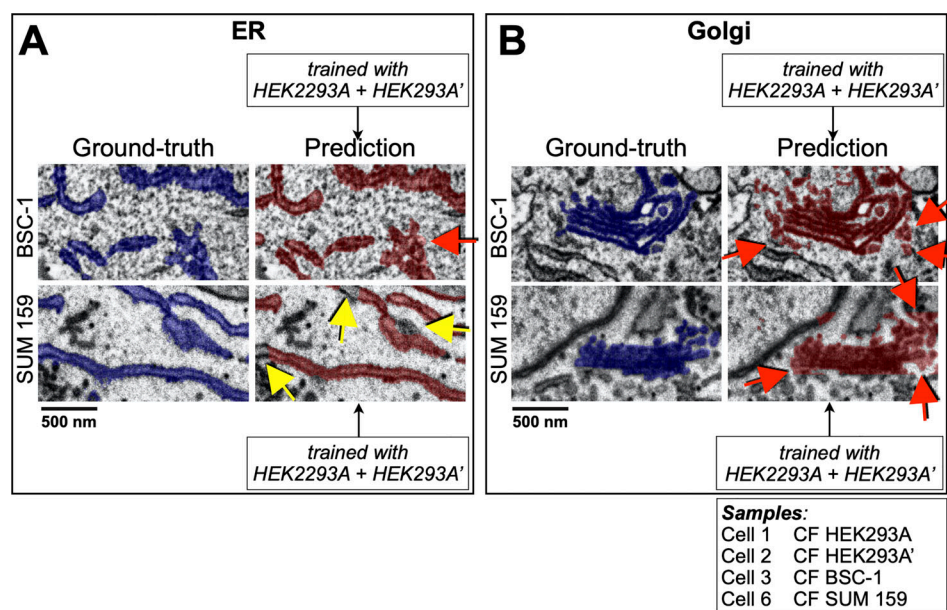 A
ER
trained with
HEK2293A + HEK293A’
Ground-truth
Prediction
BSC-1
SUM 159
500 nm
trained with
HEK2293A + HEK293A’
B
Golgi
trained with
HEK2293A + HEK293A’
Ground-truth
Prediction
BSC-1
SUM 159
500 nm
trained with
HEK2293A + HEK293A’
Samples:
Cell 1 CF HEK293A
Cell 2 CF HEK293A’
Cell 3 CF BSC-1
Cell 6 CF SUM 159